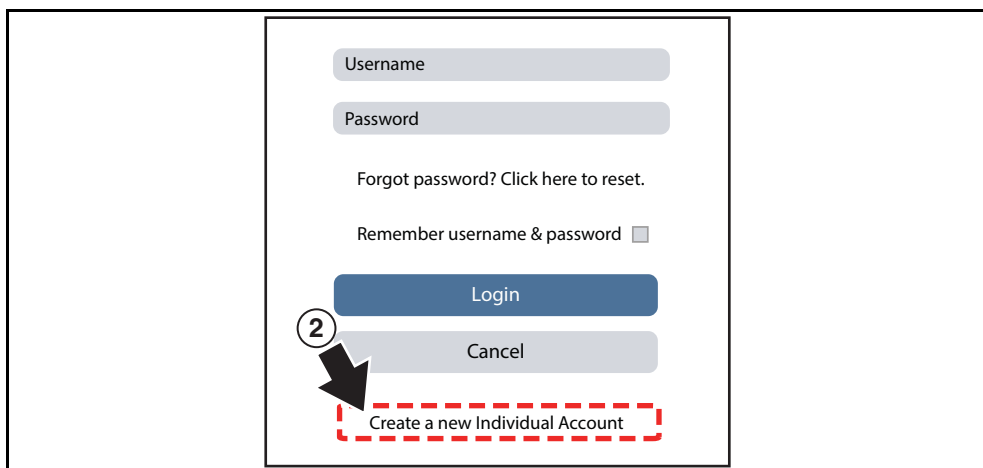 Username
Password
Forgot password? Click here to reset.
Remember username & password
Login
2
Cancel
Create a new Individual Account